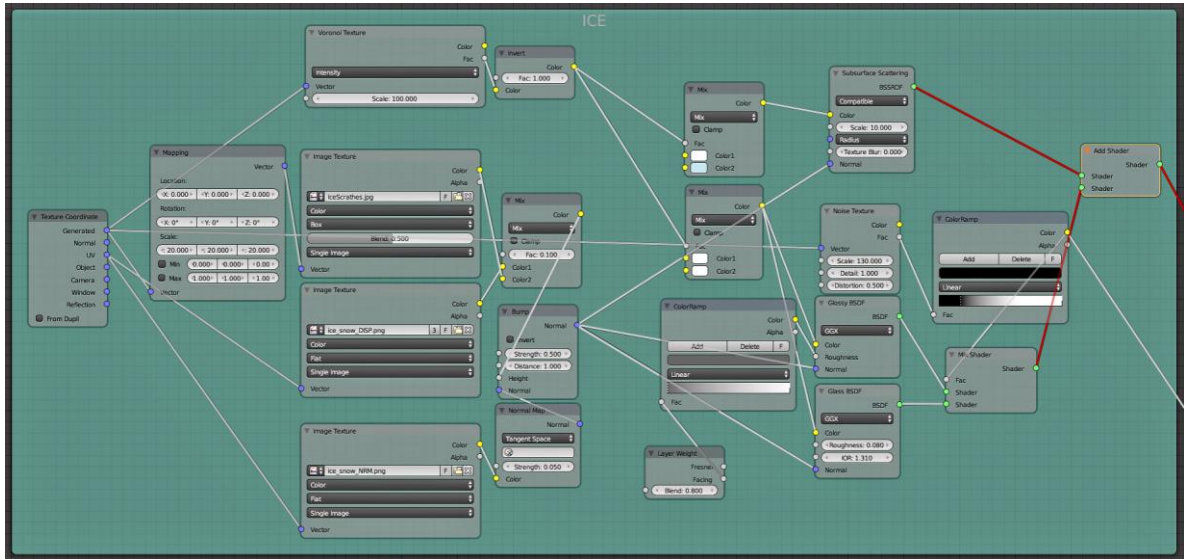 ICE
Voronoi Texture
Color
Fac
Intensity
Vector
Scale: 100.000
Invert
Color
Fac: 1.000
Color
Mapping
Vector
Location:
X: 0.000 Y: 0.000 Z: 0.000
Rotation:
X: 0° Y: 0° Z: 0°
Scale:
20.000 20.000 20.000
Min 0.000 0.000 0.00
Max 1.000 1.000 1.00
Vector
Texture Coordinate
Generated
Normal
UV
Object
Camera
Window
Reflection
From Dupli
Image Texture
Color
Alpha
IceScrathes.jpg F
Color
Box
Blend: 0.500
Single Image
Vector
Image Texture
Color
Alpha
ice_snow_DISP.png 3 F
Color
Flat
Single Image
Vector
Image Texture
Color
Alpha
ice_snow_NRM.png F
Color
Flat
Single Image
Vector
Mix
Color
Mix
Clamp
Fac: 0.100
Color1
Color2
Bump
Normal
Invert
Strength: 0.500
Distance: 1.000
Height
Normal
Normal Map
Normal
Tangent Space
Strength: 0.050
Color
Mix
Color
Mix
Clamp
Fac
Color1
Color2
Mix
Color
Mix
Clamp
Fac
Color1
Color2
ColorRamp
Color
Alpha
Add Delete F
Linear
Fac
Layer Weight
Fresnel
Facing
Blend: 0.800
Subsurface Scattering
BSSRDF
Compatible
Color
Scale: 10.000
Radius
Texture Blur: 0.000
Normal
Noise Texture
Color
Fac
Vector
Scale: 130.000
Detail: 1.000
Distortion: 0.500
Glossy BSDF
BSDF
GGX
Color
Roughness
Normal
Glass BSDF
BSDF
GGX
Color
Roughness: 0.080
IOR: 1.310
Normal
ColorRamp
Color
Alpha
Add Delete F
Linear
Fac
Mix Shader
Shader
Fac
Shader
Shader
Add Shader
Shader
Shader
Shader